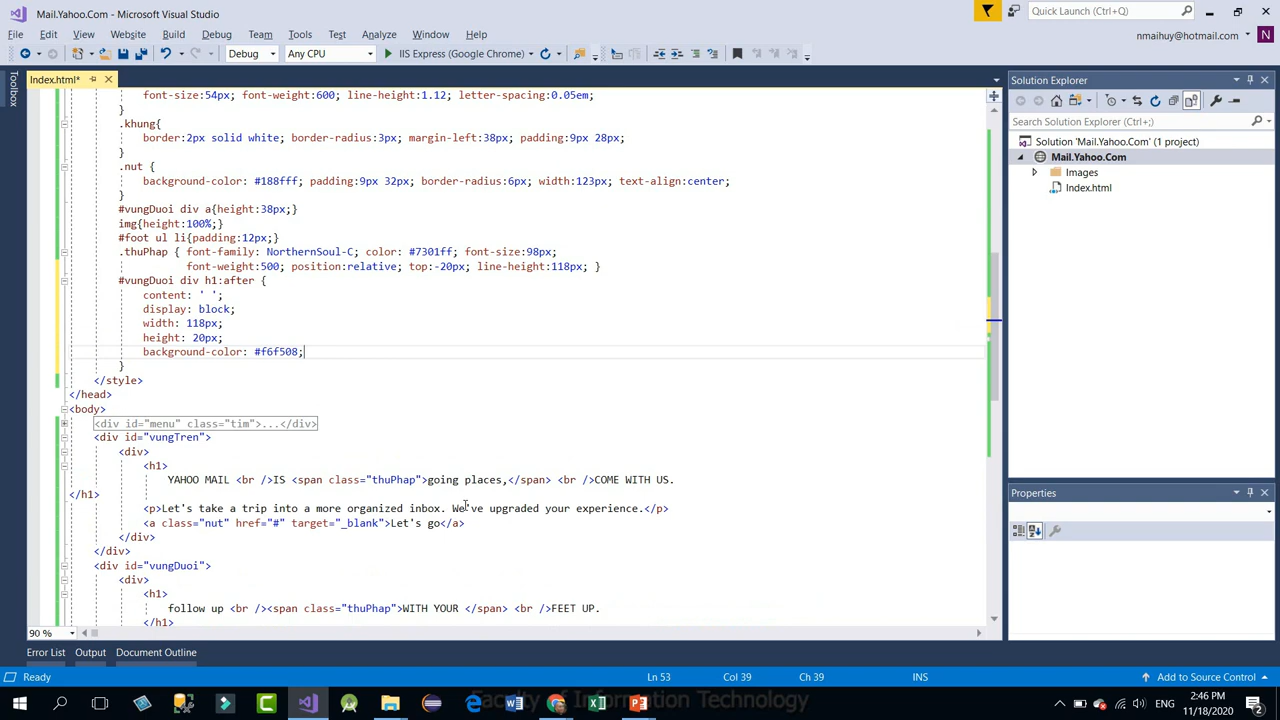 Mail.Yahoo.Com - Microsoft Visual Studio
Quick Launch (Ctrl+;)
File Edit View Website Build Debug Team Tools Test Analyze Window Help
nmaihuy@hotmail.com
Debug Any CPU IIS Express (Google Chrome)
Toolbox
Index.html*
font-size:54px; font-weight:600; line-height:1.12; letter-spacing:0.05em;
}
.khung{
border:2px solid white; border-radius:3px; margin-left:38px; padding:9px 28px;
}
.nut {
background-color: #188fff; padding:9px 32px; border-radius:6px; width:123px; text-align:center;
}
#vungDuoi div a{height:38px;}
img{height:100%;}
#foot ul li{padding:12px;}
.thuPhap { font-family: NorthernSoul-C; color: #7301ff; font-size:98px;
font-weight:500; position:relative; top:-20px; line-height:118px; }
#vungDuoi div h1:after {
content: ' ';
display: block;
width: 118px;
height: 20px;
background-color: #f6f508;
}
</style>
</head>
<body>
<div id="menu" class="tim">...</div>
<div id="vungTren">
<div>
<h1>
YAHOO MAIL <br />IS <span class="thuPhap">going places,</span> <br />COME WITH US.
</h1>
<p>Let's take a trip into a more organized inbox. We've upgraded your experience.</p>
<a class="nut" href="#" target="_blank">Let's go</a>
</div>
</div>
<div id="vungDuoi">
<div>
<h1>
follow up <br /><span class="thuPhap">WITH YOUR </span> <br />FEET UP.
</h1>
90 %
Solution Explorer
Search Solution Explorer (Ctrl+;)
Solution 'Mail.Yahoo.Com' (1 project)
Mail.Yahoo.Com
Images
Index.html
Properties
Error List Output Document Outline
Ready Ln 53 Col 39 Ch 39 INS Add to Source Control
Faculty of Information Technology
2:46 PM
11/18/2020
2